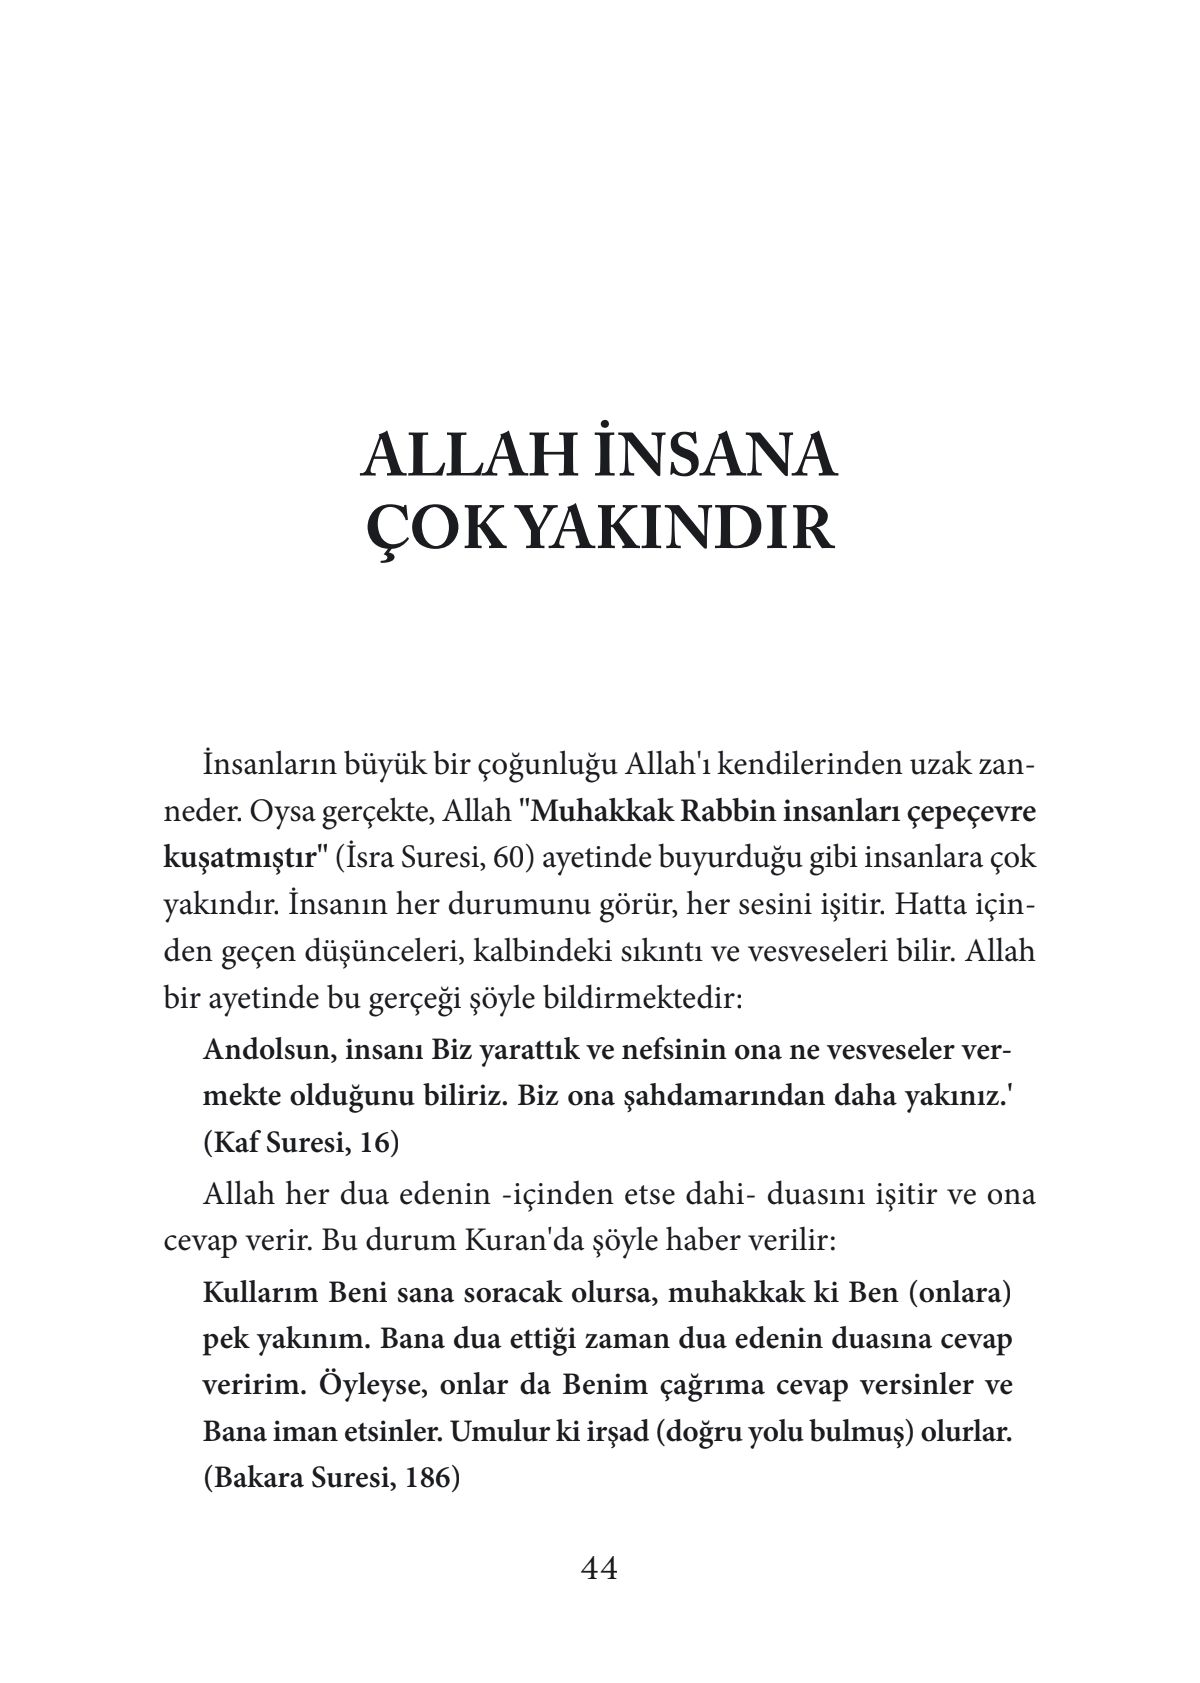 ALLAH İNSANA
ÇOK YAKINDIR
İnsanların büyük bir çoğunluğu Allah'ı kendilerinden uzak zan-
neder. Oysa gerçekte, Allah "Muhakkak Rabbin insanları çepeçevre
kuşatmıştır" (İsra Suresi, 60) ayetinde buyurduğu gibi insanlara çok
yakındır. İnsanın her durumunu görür, her sesini işitir. Hatta için-
den geçen düşünceleri, kalbindeki sıkıntı ve vesveseleri bilir. Allah
bir ayetinde bu gerçeği şöyle bildirmektedir:
Andolsun, insanı Biz yarattık ve nefsinin ona ne vesveseler ver-
mekte olduğunu biliriz. Biz ona şahdamarından daha yakınız.'
(Kaf Suresi, 16)
Allah her dua edenin -içinden etse dahi- duasını işitir ve ona
cevap verir. Bu durum Kuran'da şöyle haber verilir:
Kullarım Beni sana soracak olursa, muhakkak ki Ben (onlara)
pek yakınım. Bana dua ettiği zaman dua edenin duasına cevap
veririm. Öyleyse, onlar da Benim çağrıma cevap versinler ve
Bana iman etsinler. Umulur ki irşad (doğru yolu bulmuş) olurlar.
(Bakara Suresi, 186)
44